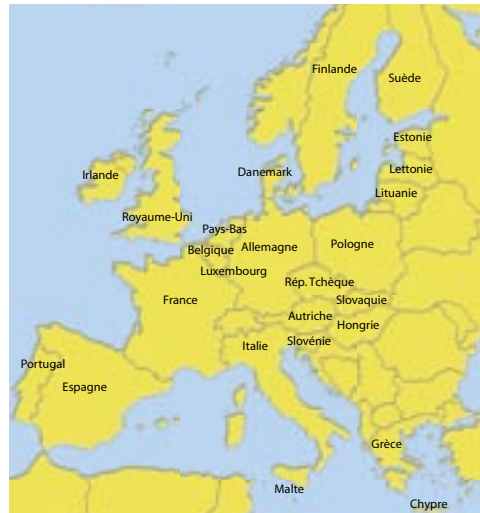 Finlande
Suède
Estonie
Lettonie
Lituanie
Danemark
Irlande
Royaume-Uni
Pays-Bas
Belgique
Allemagne
Pologne
Luxembourg
Rép. Tchèque
Slovaquie
France
Autriche
Hongrie
Slovénie
Italie
Portugal
Espagne
Grèce
Malte
Chypre